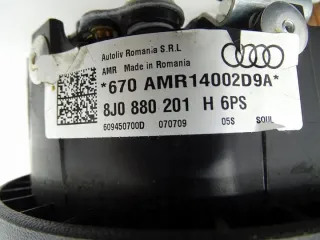 Autoliv Romania S.R.L
AMR Made in Romania
*670 AMR14002D9A*
8J0 880 201 H 6PS
609450700D 070709 05S SOUL